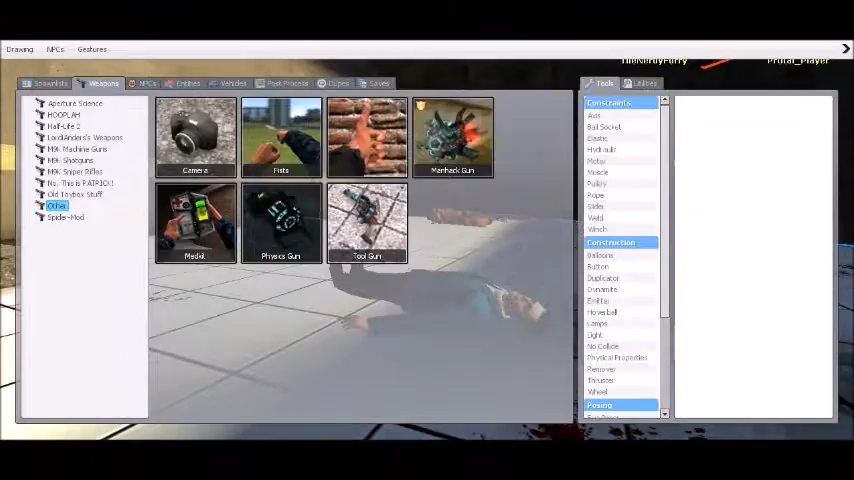 Drawing NPCs Gestures
TheNerdyFurry Protal_Player
Spawnlists Weapons NPCs Entities Vehicles Post Process Dupes Saves
Tools Utilities
Aperture Science
HOOPLAH
Half-Life 2
LordiAnders's Weapons
M9K Machine Guns
M9K Shotguns
M9K Sniper Rifles
No, This is PATRICK!
Old Toybox Stuff
Other
Spider-Mod
Camera
Fists
Manhack Gun
Medkit
Physics Gun
Tool Gun
Constraints
Axis
Ball Socket
Elastic
Hydraulic
Motor
Muscle
Pulley
Rope
Slider
Weld
Winch
Construction
Balloons
Button
Duplicator
Dynamite
Emitter
Hoverball
Lamps
Light
No Collide
Physical Properties
Remover
Thruster
Wheel
Posing